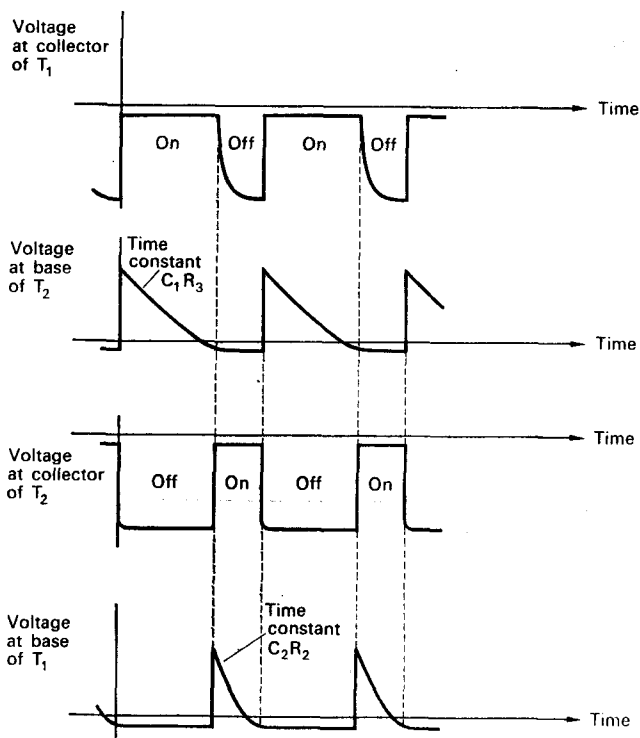 Voltage
at collector
of T1
Time
On
Off
On
Off
Voltage
at base
of T2
Time
constant
C1R3
Time
Voltage
at collector
of T2
Time
Off
On
Off
On
Voltage
at base
of T1
Time
constant
C2R2
Time